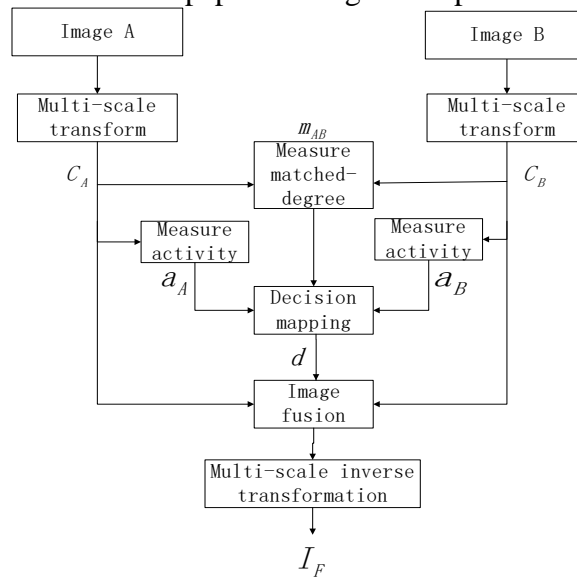 Image A
Image B
Multi-scale
transform
Multi-scale
transform
m_AB
Measure
matched-
degree
C_A
C_B
Measure
activity
Measure
activity
a_A
a_B
Decision
mapping
d
Image
fusion
Multi-scale inverse
transformation
I_F